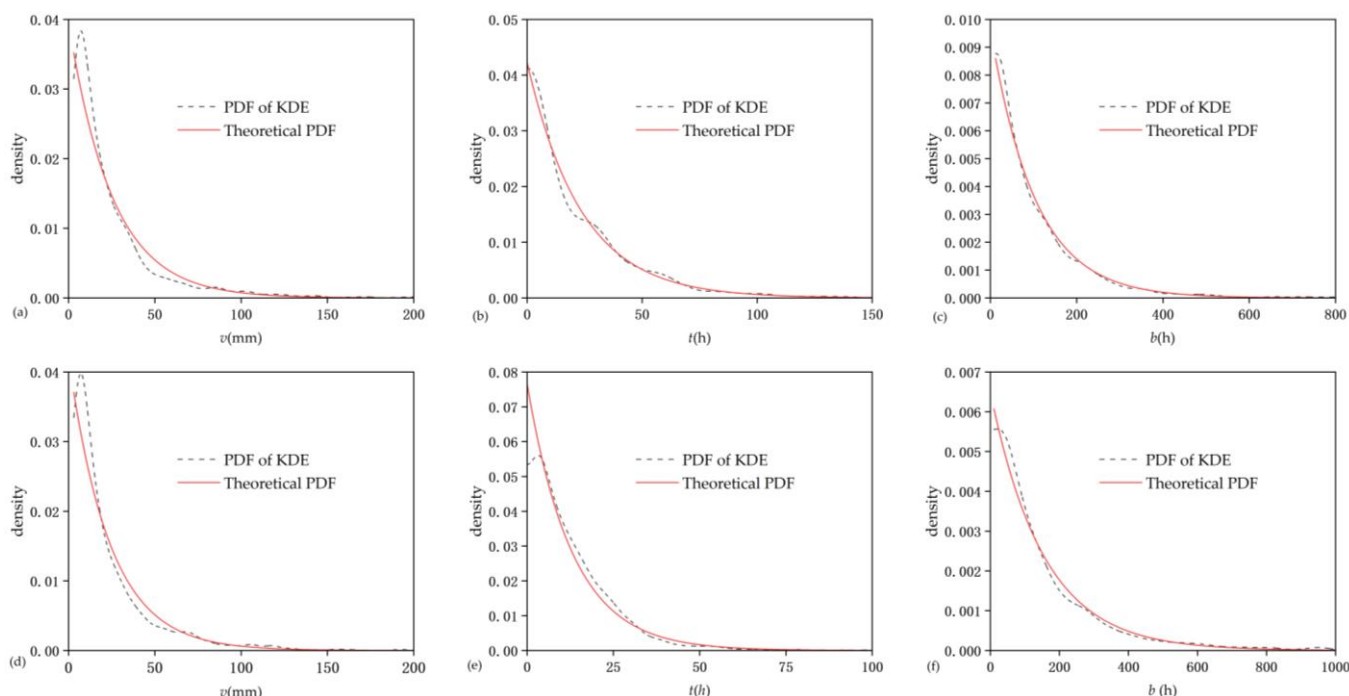 0. 04
0. 03
0. 02
0. 01
0. 00
density
PDF of KDE
Theoretical PDF
0 50 100 150 200
(a)
v(mm)
0. 05
0. 04
0. 03
0. 02
0. 01
0. 00
density
PDF of KDE
Theoretical PDF
0 50 100 150
(b)
t(h)
0. 010
0. 009
0. 008
0. 007
0. 006
0. 005
0. 004
0. 003
0. 002
0. 001
0. 000
density
PDF of KDE
Theoretical PDF
0 200 400 600 800
(c)
b(h)
0. 04
0. 03
0. 02
0. 01
0. 00
density
PDF of KDE
Theoretical PDF
0 50 100 150 200
(d)
v(mm)
0. 08
0. 07
0. 06
0. 05
0. 04
0. 03
0. 02
0. 01
0. 00
density
PDF of KDE
Theoretical PDF
0 25 50 75 100
(e)
t(h)
0. 007
0. 006
0. 005
0. 004
0. 003
0. 002
0. 001
0. 000
density
PDF of KDE
Theoretical PDF
0 200 400 600 800 1000
(f)
b (h)